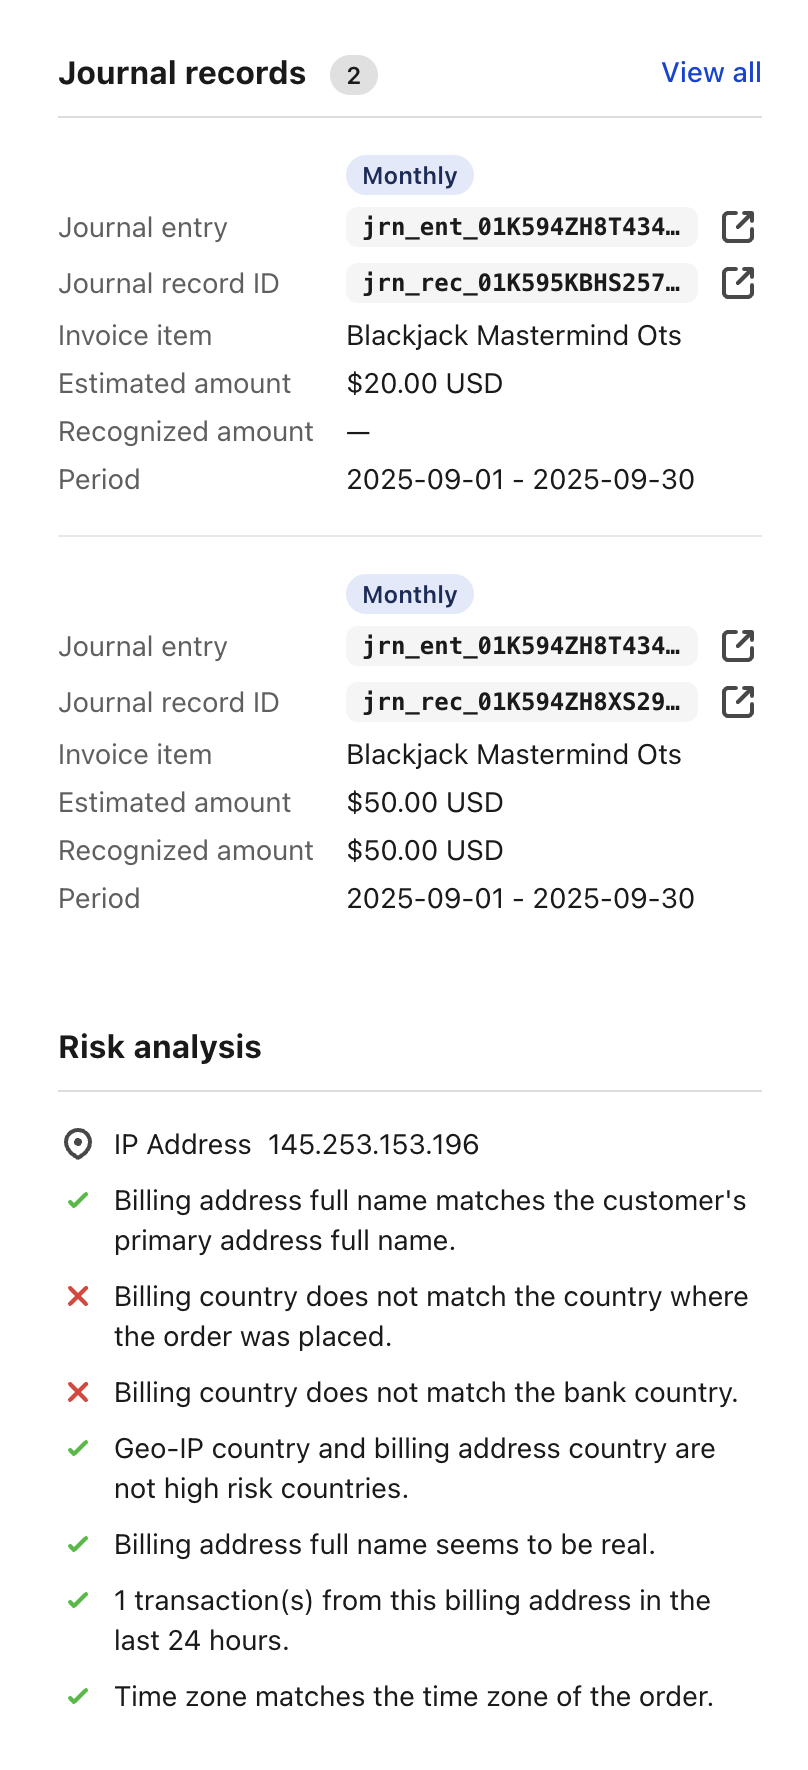 Journal records 2 View all
Monthly
Journal entry jrn_ent_01K594ZH8T434…
Journal record ID jrn_rec_01K595KBHS257…
Invoice item Blackjack Mastermind Ots
Estimated amount $20.00 USD
Recognized amount —
Period 2025-09-01 - 2025-09-30
Monthly
Journal entry jrn_ent_01K594ZH8T434…
Journal record ID jrn_rec_01K594ZH8XS29…
Invoice item Blackjack Mastermind Ots
Estimated amount $50.00 USD
Recognized amount $50.00 USD
Period 2025-09-01 - 2025-09-30
Risk analysis
IP Address 145.253.153.196
Billing address full name matches the customer's
primary address full name.
Billing country does not match the country where
the order was placed.
Billing country does not match the bank country.
Geo-IP country and billing address country are
not high risk countries.
Billing address full name seems to be real.
1 transaction(s) from this billing address in the
last 24 hours.
Time zone matches the time zone of the order.